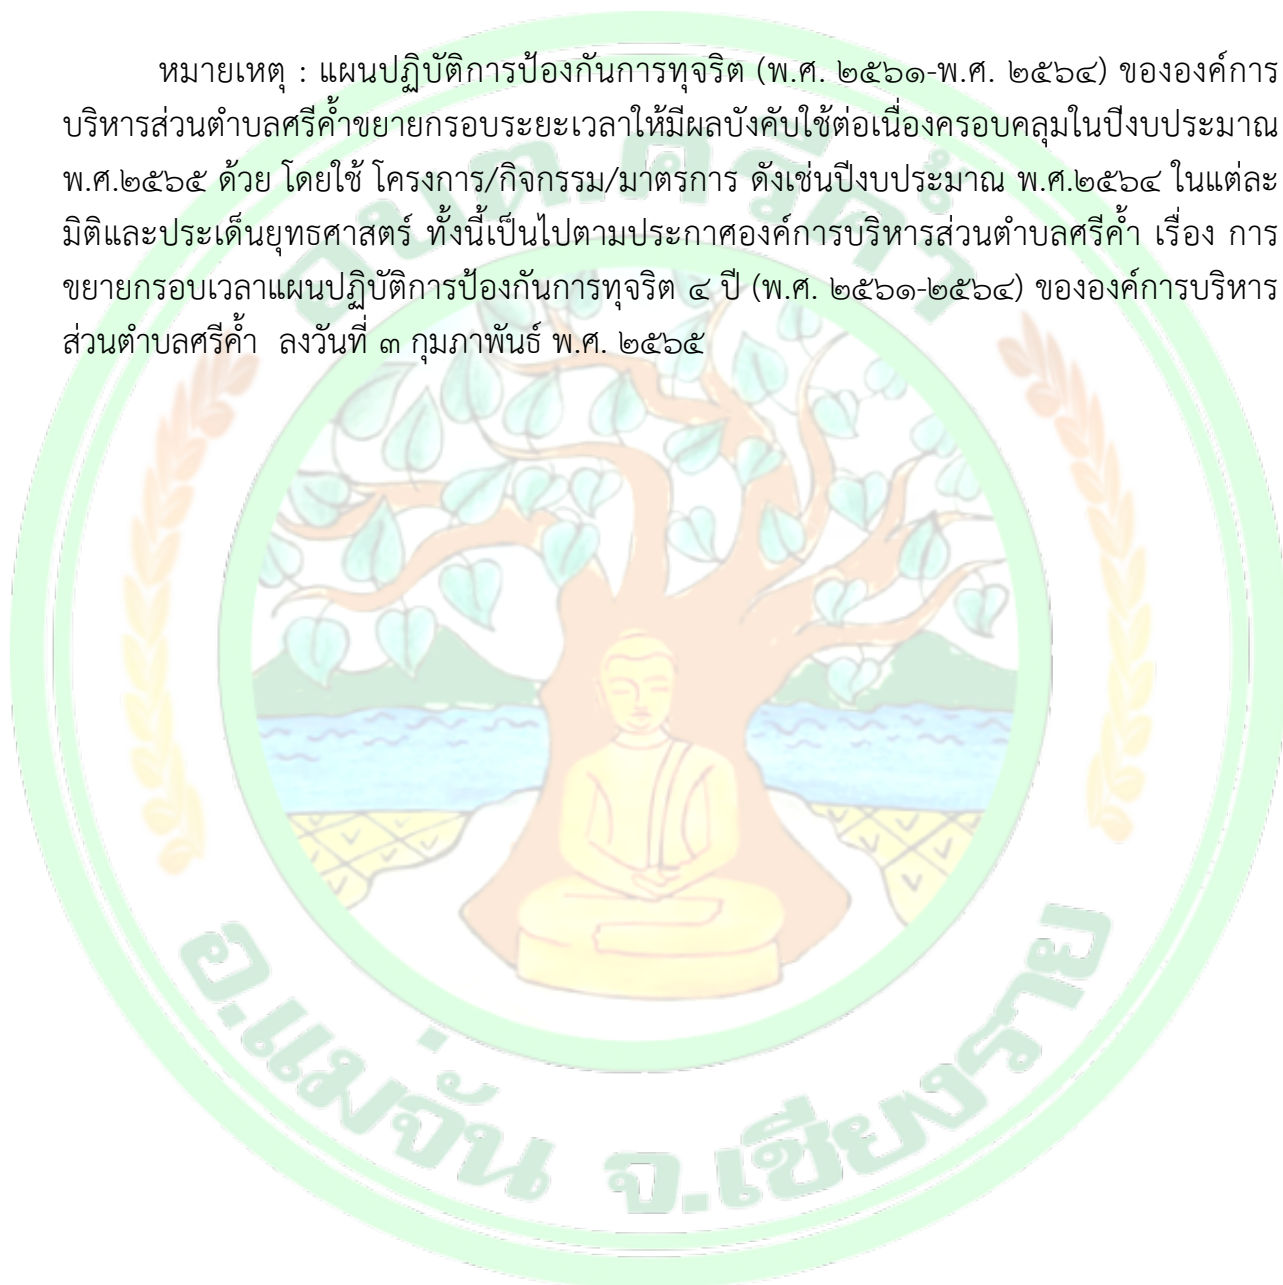 หมายเหตุ : แผนปฏิบัติการป้องกันการทุจริต (พ.ศ. ๒๕๖๑-พ.ศ. ๒๕๖๔) ขององค์การ
บริหารส่วนตำบลศรีค้ำขยายกรอบระยะเวลาให้มีผลบังคับใช้ต่อเนื่องครอบคลุมในปีงบประมาณ
พ.ศ.๒๕๖๕ ด้วย โดยใช้ โครงการ/กิจกรรม/มาตรการ ดังเช่นปีงบประมาณ พ.ศ.๒๕๖๔ ในแต่ละ
มิติและประเด็นยุทธศาสตร์ ทั้งนี้เป็นไปตามประกาศองค์การบริหารส่วนตำบลศรีค้ำ เรื่อง การ
ขยายกรอบเวลาแผนปฏิบัติการป้องกันการทุจริต ๔ ปี (พ.ศ. ๒๕๖๑-๒๕๖๔) ขององค์การบริหาร
ส่วนตำบลศรีค้ำ ลงวันที่ ๓ กุมภาพันธ์ พ.ศ. ๒๕๖๕
อบต.ศรีค้ำ
อ.แม่จัน จ.เชียงราย